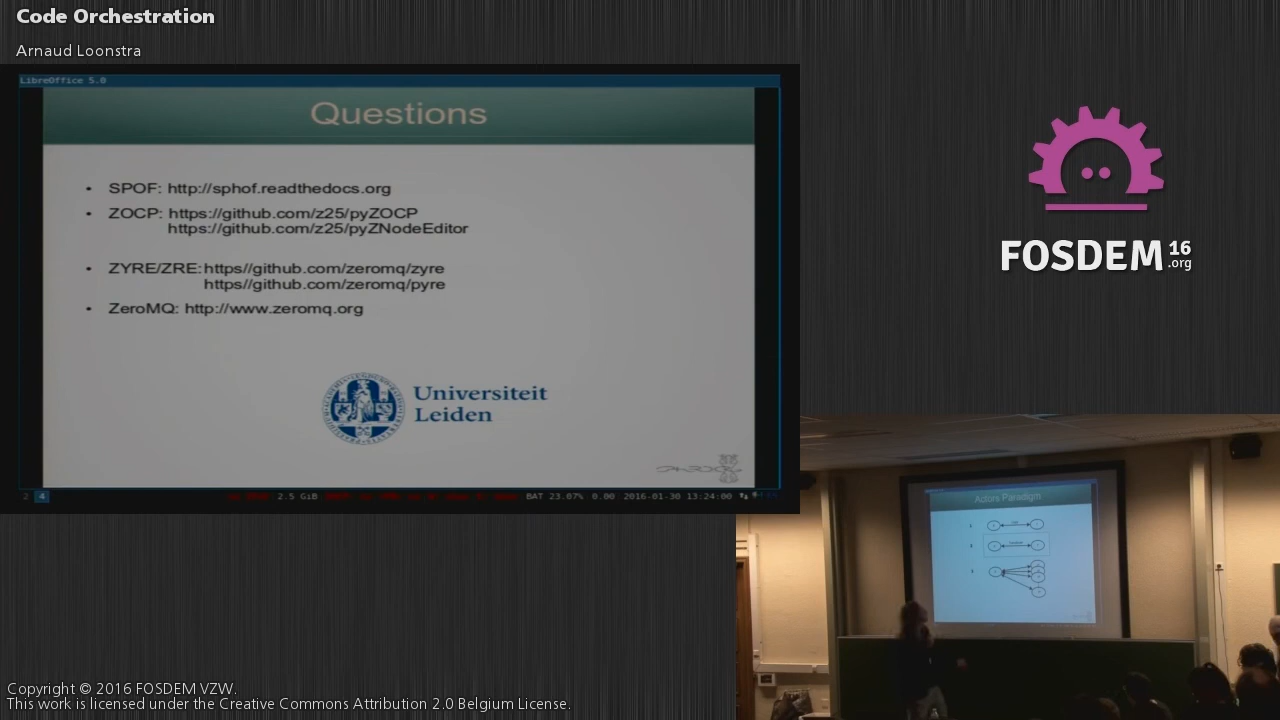 Code Orchestration
Arnaud Loonstra
LibreOffice 5.0
Questions
• SPOF: http://sphof.readthedocs.org
• ZOCP: https://github.com/z25/pyZOCP
https://github.com/z25/pyZNodeEditor
• ZYRE/ZRE: https//github.com/zeromq/zyre
https//github.com/zeromq/pyre
• ZeroMQ: http://www.zeromq.org
Universiteit
Leiden
2 4 2.5 GiB BAT 23.07% 0.00 2016-01-30 13:24:00
FOSDEM 16
.org
Actors Paradigm
Copyright © 2016 FOSDEM VZW.
This work is licensed under the Creative Commons Attribution 2.0 Belgium License.